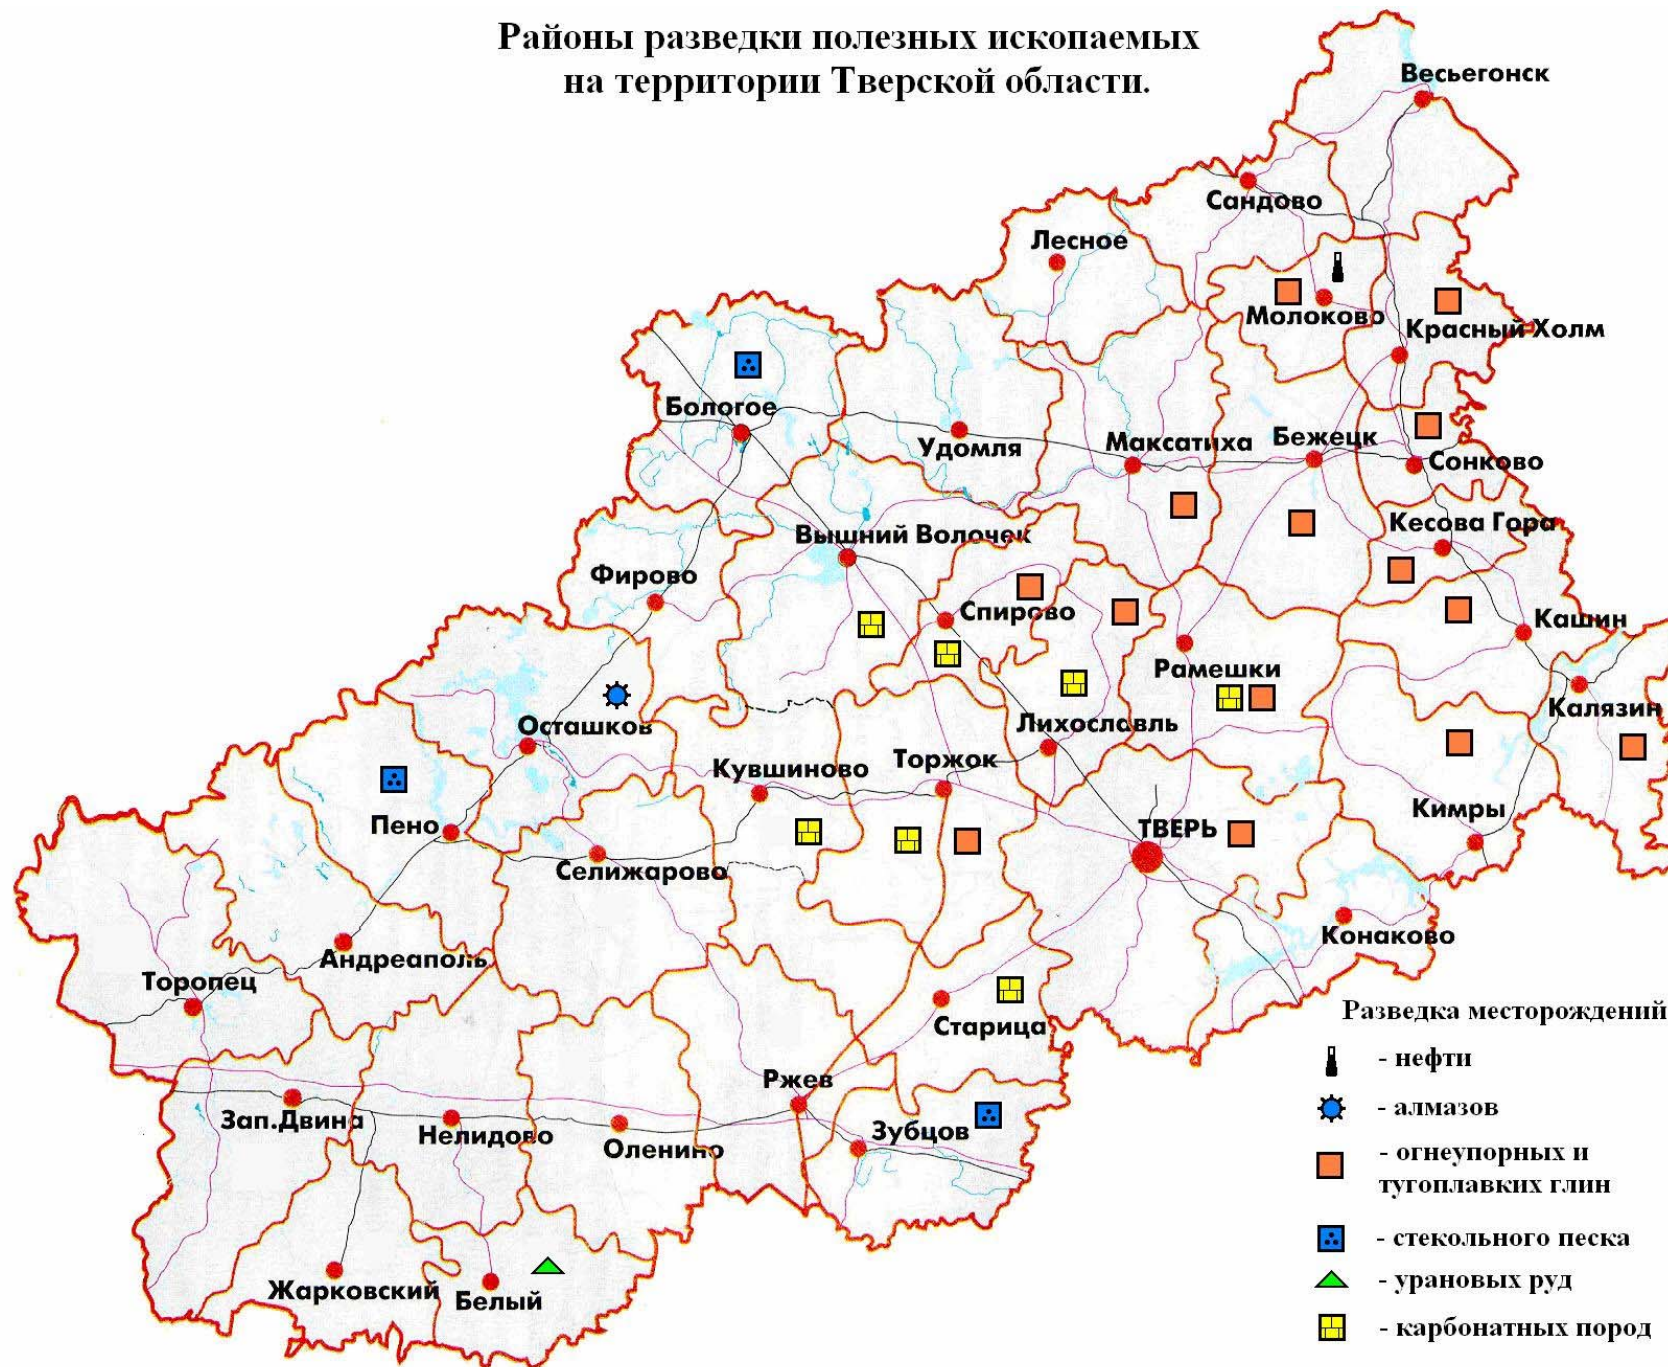 Районы разведки полезных ископаемых
на территории Тверской области.
Весьегонск
Сандово
Лесное
Молоково
Красный Холм
Бологое
Удомля
Максатиха
Бежецк
Сонково
Кесова Гора
Вышний Волочек
Фирово
Спирово
Кашин
Рамешки
Калязин
Осташков
Лихославль
Кувшиново
Торжок
Кимры
Пено
ТВЕРЬ
Селижарово
Конаково
Андреаполь
Торопец
Старица
Ржев
Зап.Двина
Нелидово
Оленино
Зубцов
Жарковский
Белый
Разведка месторождений
- нефти
- алмазов
- огнеупорных и
тугоплавких глин
- стекольного песка
- урановых руд
- карбонатных пород